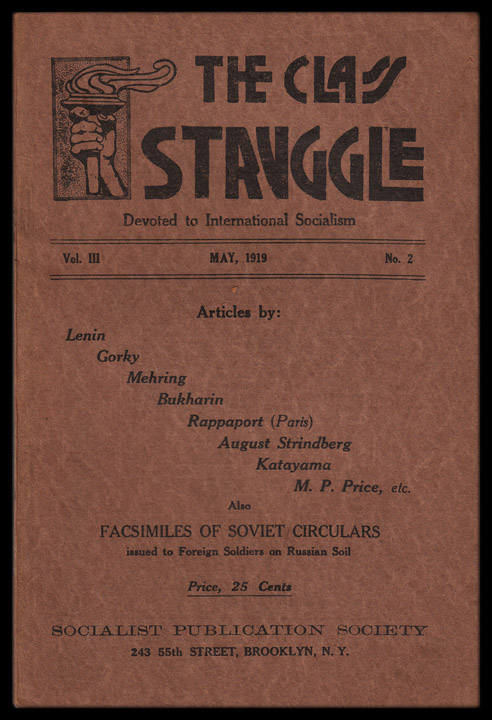 THE CLASS
STRUGGLE
Devoted to International Socialism
Vol. III MAY, 1919 No. 2
Articles by:
Lenin
Gorky
Mehring
Bukharin
Rappaport (Paris)
August Strindberg
Katayama
M. P. Price, etc.
Also
FACSIMILES OF SOVIET CIRCULARS
issued to Foreign Soldiers on Russian Soil
Price, 25 Cents
SOCIALIST PUBLICATION SOCIETY
243 55th STREET, BROOKLYN, N. Y.